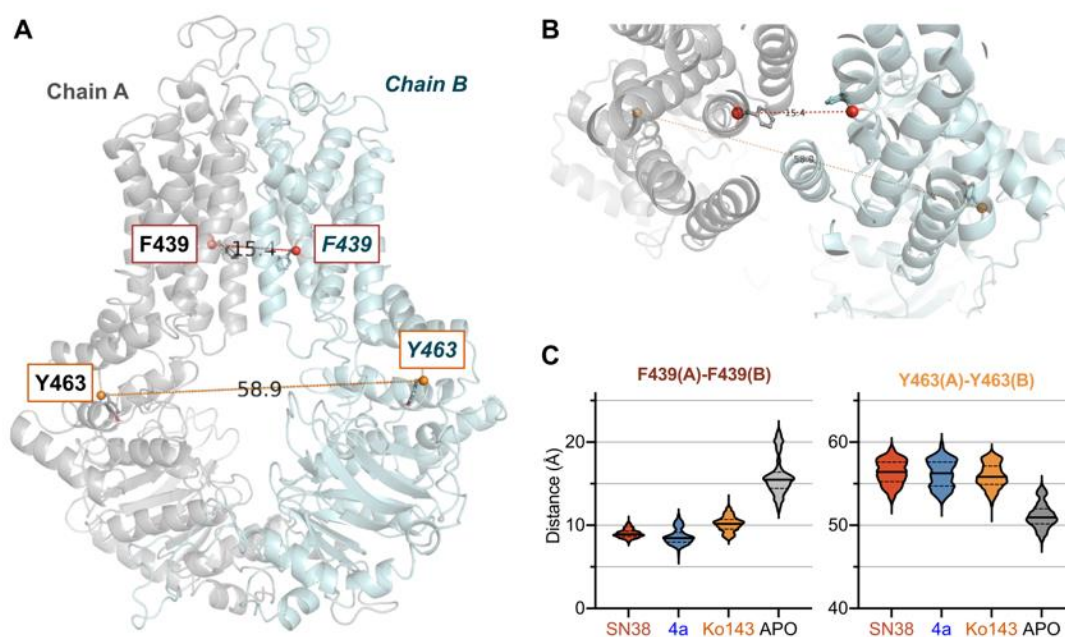 A
Chain A
Chain B
F439
15.4
F439
Y463
58.9
Y463
B
15.4
58.9
C
F439(A)-F439(B)
Y463(A)-Y463(B)
Distance (Å)
20
10
0
SN38
4a
Ko143
APO
60
50
40
SN38
4a
Ko143
APO